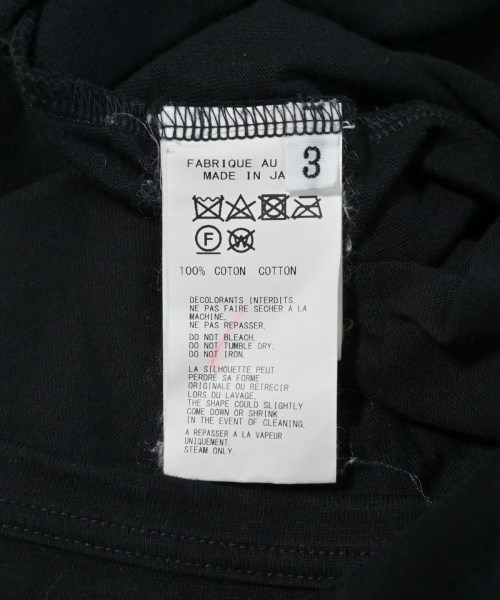 FABRIQUE AU
3
MADE IN JA
F W
100% COTON COTTON
DECOLORANTS INTERDITS.
NE PAS FAIRE SECHER A LA
MACHINE.
NE PAS REPASSER.
DO NOT BLEACH.
DO NOT TUMBLE DRY.
DO NOT IRON.
LA SILHOUETTE PEUT
PERDRE SA FORME
ORIGINALE OU RETRECIR
LORS DU LAVAGE.
THE SHAPE COULD SLIGHTLY
COME DOWN OR SHRINK
IN THE EVENT OF CLEANING.
A REPASSER A LA VAPEUR
UNIQUEMENT.
STEAM ONLY.